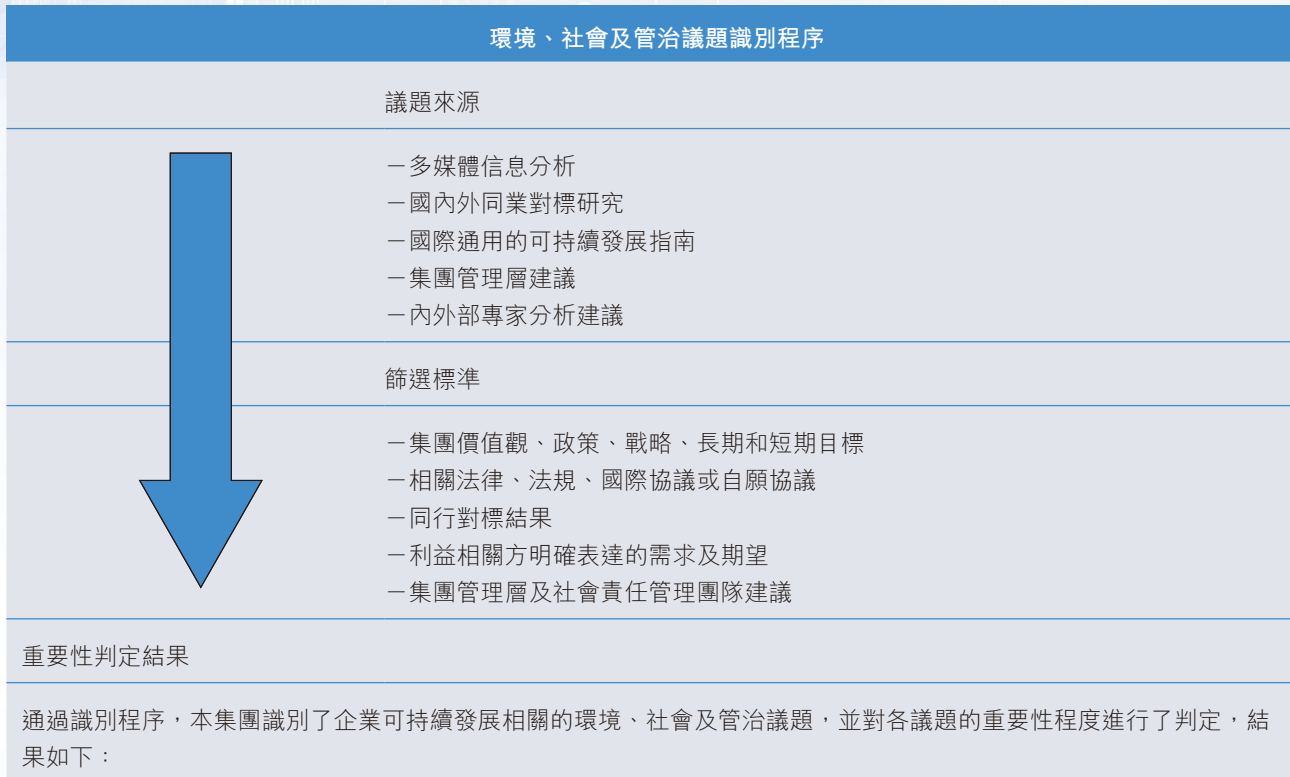 環境、社會及管治議題識別程序
議題來源
－多媒體信息分析
－國內外同業對標研究
－國際通用的可持續發展指南
－集團管理層建議
－內外部專家分析建議
篩選標準
－集團價值觀、政策、戰略、長期和短期目標
－相關法律、法規、國際協議或自願協議
－同行對標結果
－利益相關方明確表達的需求及期望
－集團管理層及社會責任管理團隊建議
重要性判定結果
通過識別程序，本集團識別了企業可持續發展相關的環境、社會及管治議題，並對各議題的重要性程度進行了判定，結
果如下：